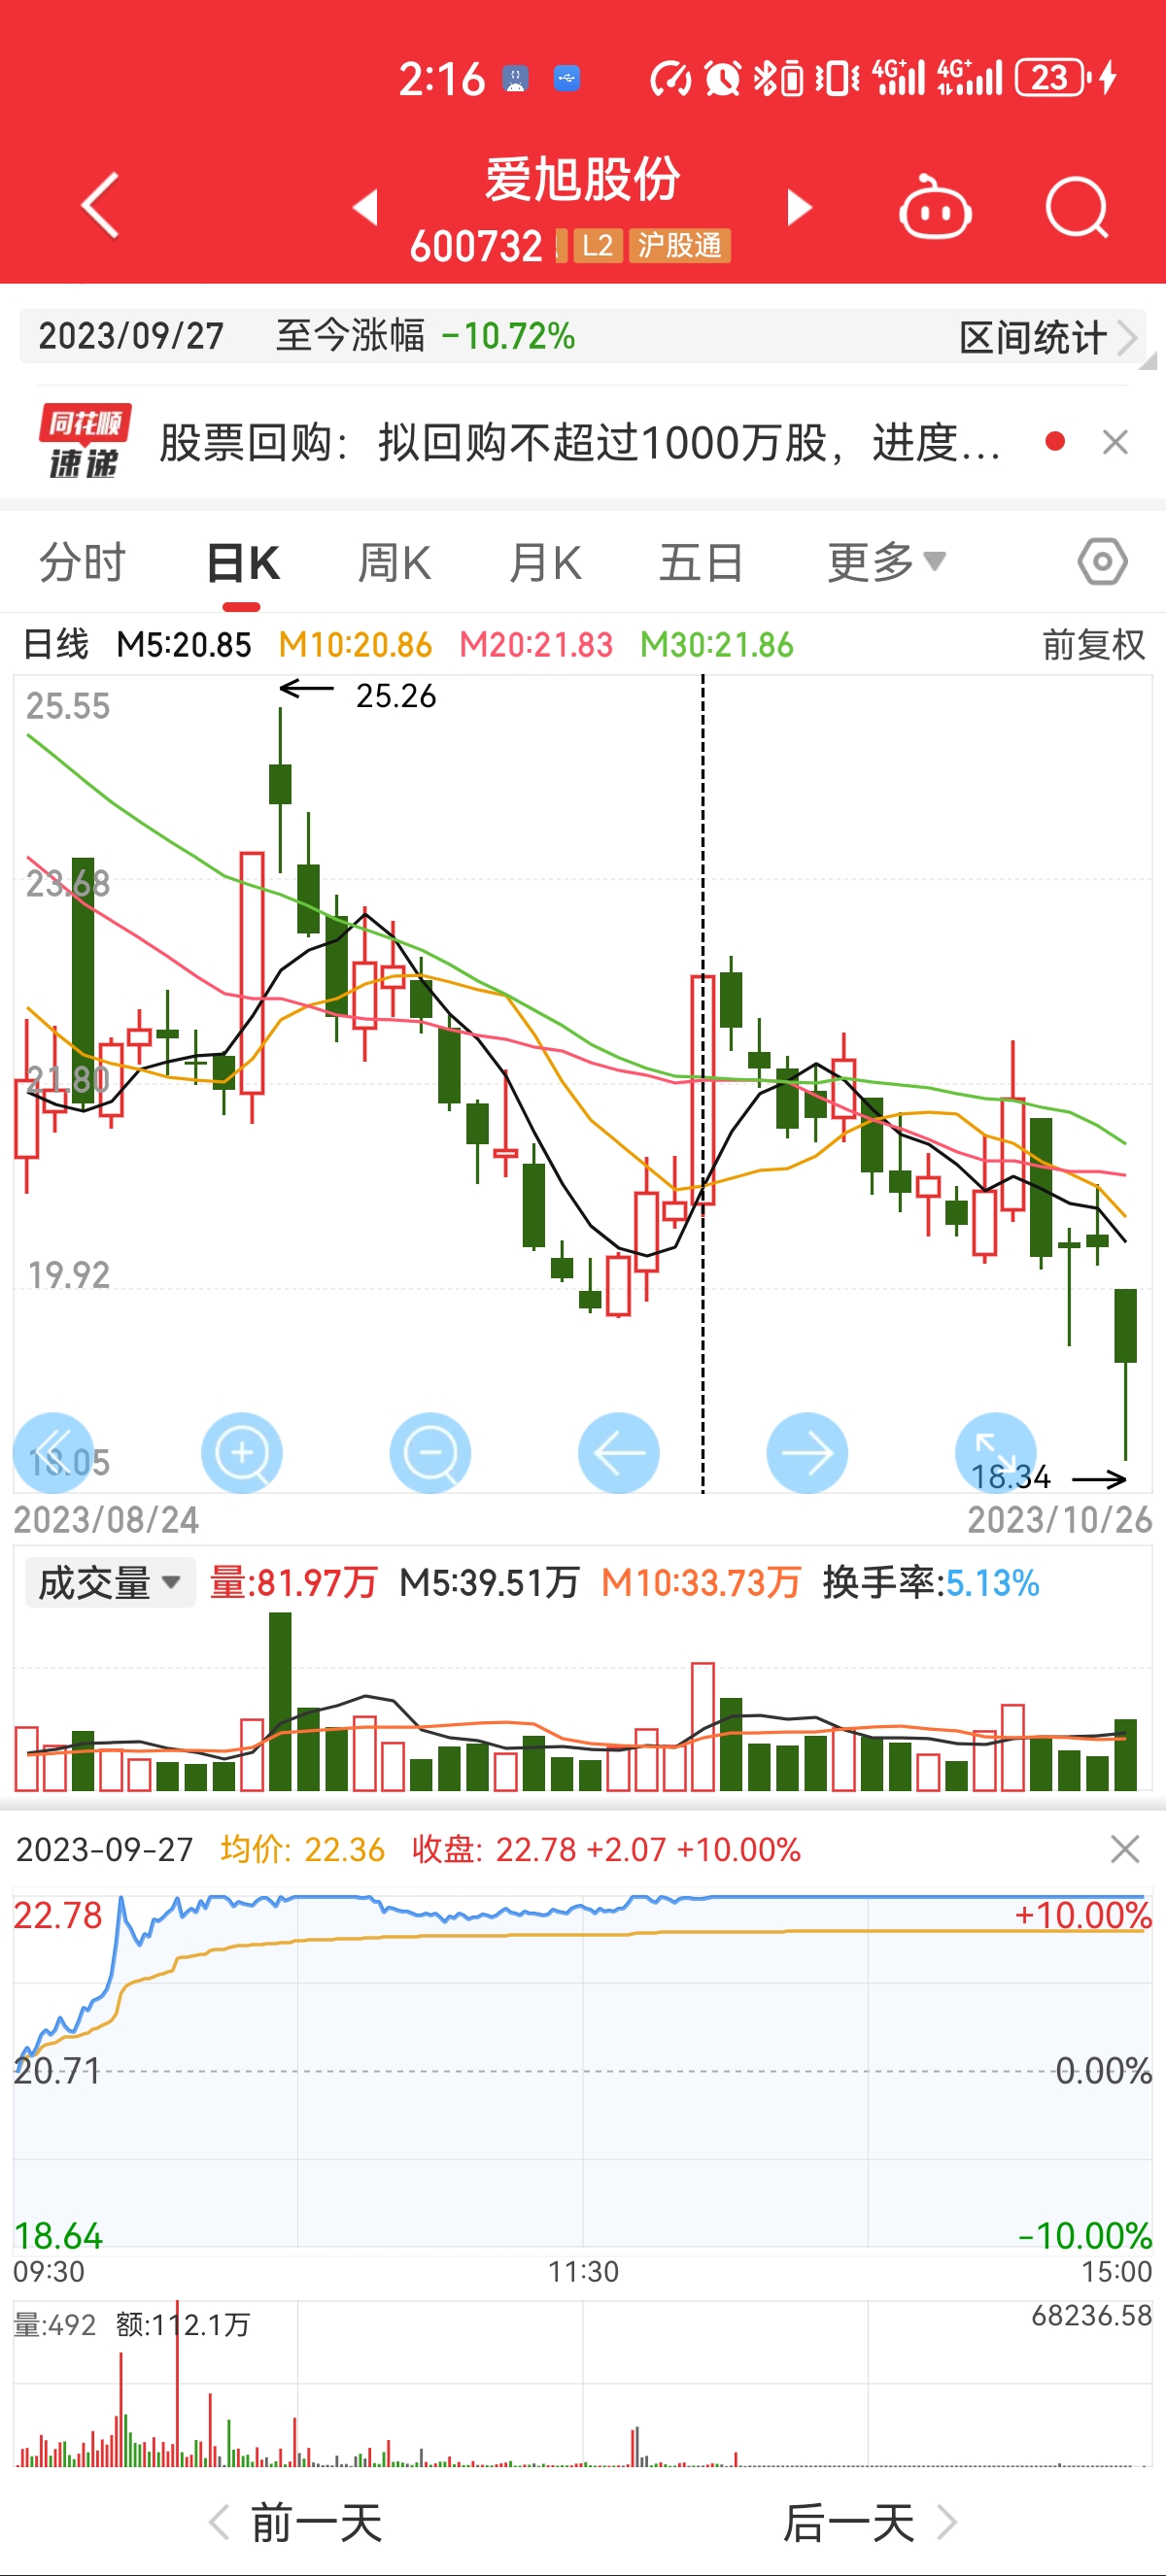 2:16 4G+ 4G+ 23
爱旭股份
600732 L2 沪股通
2023/09/27 至今涨幅 -10.72% 区间统计
同花顺
速递
股票回购：拟回购不超过1000万股，进度...
分时 日K 周K 月K 五日 更多
日线 M5:20.85 M10:20.86 M20:21.83 M30:21.86 前复权
25.55
25.26
23.68
21.80
19.92
18.05
18.34
2023/08/24 2023/10/26
成交量 量:81.97万 M5:39.51万 M10:33.73万 换手率:5.13%
2023-09-27 均价: 22.36 收盘: 22.78 +2.07 +10.00%
22.78 +10.00%
20.71 0.00%
18.64 -10.00%
09:30 11:30 15:00
量:492 额:112.1万 68236.58
前一天 后一天